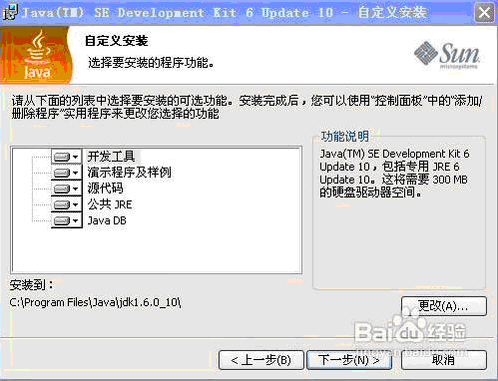 Java(TM) SE Development Kit 6 Update 10 - 自定义安装
Java
自定义安装
选择要安装的程序功能。
Sun
microsystems
请从下面的列表中选择要安装的可选功能。安装完成后，您可以使用"控制面板"中的"添加/
删除程序"实用程序来更改您选择的功能
开发工具
演示程序及样例
源代码
公共 JRE
Java DB
功能说明
Java(TM) SE Development Kit 6
Update 10，包括专用 JRE 6
Update 10。这将需要 300 MB
的硬盘驱动器空间。
安装到：
C:\Program Files\Java\jdk1.6.0_10\
更改(A)...
Baidu 经验
jingyan.baidu.com
< 上一步(B)
下一步(N) >
取消